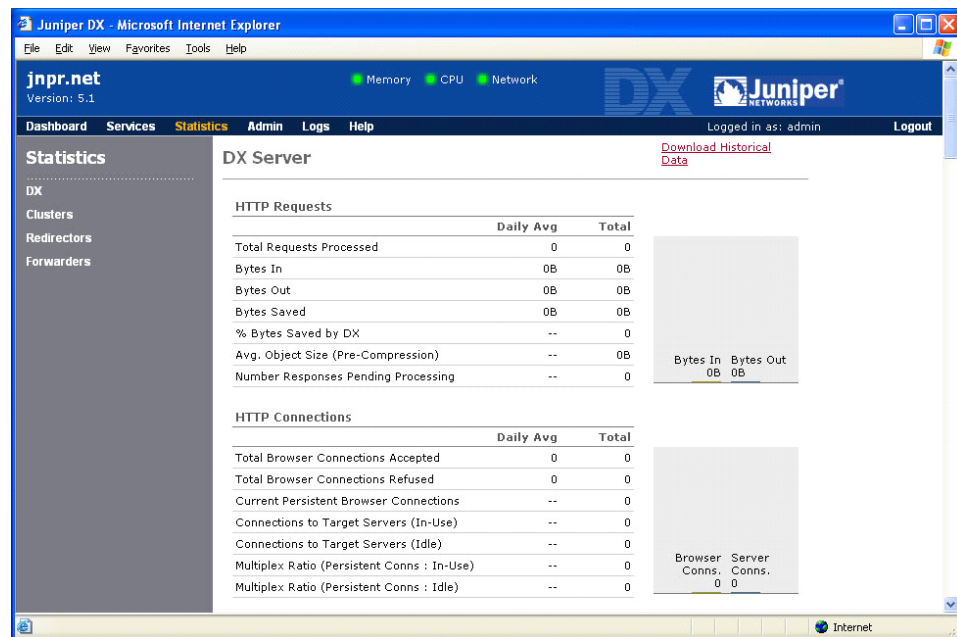 Juniper DX - Microsoft Internet Explorer
File Edit View Favorites Tools Help
jnpr.net
Version: 5.1
Memory CPU Network
DX
Juniper
NETWORKS
Dashboard Services Statistics Admin Logs Help Logged in as: admin Logout
Statistics
DX
Clusters
Redirectors
Forwarders
DX Server
Download Historical
Data
HTTP Requests
Daily Avg Total
Total Requests Processed 0 0
Bytes In 0B 0B
Bytes Out 0B 0B
Bytes Saved 0B 0B
% Bytes Saved by DX -- 0
Avg. Object Size (Pre-Compression) -- 0B
Number Responses Pending Processing -- 0
Bytes In Bytes Out
0B 0B
HTTP Connections
Daily Avg Total
Total Browser Connections Accepted 0 0
Total Browser Connections Refused 0 0
Current Persistent Browser Connections -- 0
Connections to Target Servers (In-Use) -- 0
Connections to Target Servers (Idle) -- 0
Multiplex Ratio (Persistent Conns : In-Use) -- 0
Multiplex Ratio (Persistent Conns : Idle) -- 0
Browser Server
Conns. Conns.
0 0
Internet